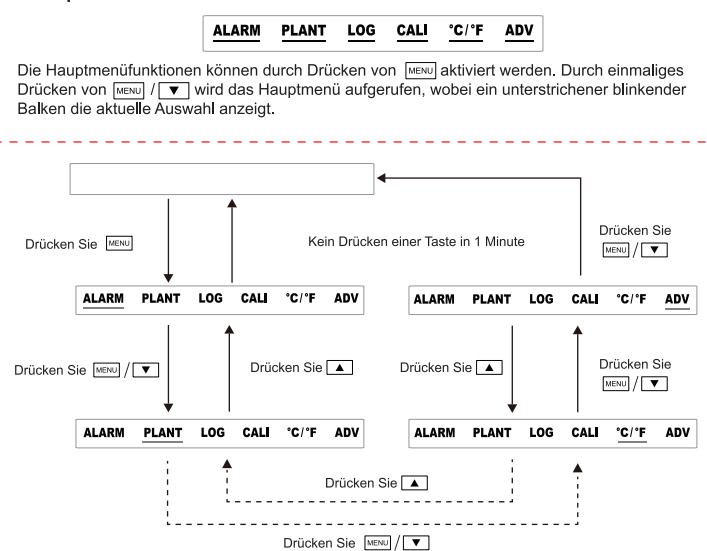 ALARM PLANT LOG CALI °C/°F ADV
Die Hauptmenüfunktionen können durch Drücken von MENU aktiviert werden. Durch einmaliges
Drücken von MENU / ▼ wird das Hauptmenü aufgerufen, wobei ein unterstrichener blinkender
Balken die aktuelle Auswahl anzeigt.
Drücken Sie MENU
Kein Drücken einer Taste in 1 Minute
Drücken Sie
MENU / ▼
ALARM PLANT LOG CALI °C/°F ADV
ALARM PLANT LOG CALI °C/°F ADV
Drücken Sie MENU / ▼
Drücken Sie ▲
Drücken Sie ▲
Drücken Sie
MENU / ▼
ALARM PLANT LOG CALI °C/°F ADV
ALARM PLANT LOG CALI °C/°F ADV
Drücken Sie ▲
Drücken Sie MENU / ▼